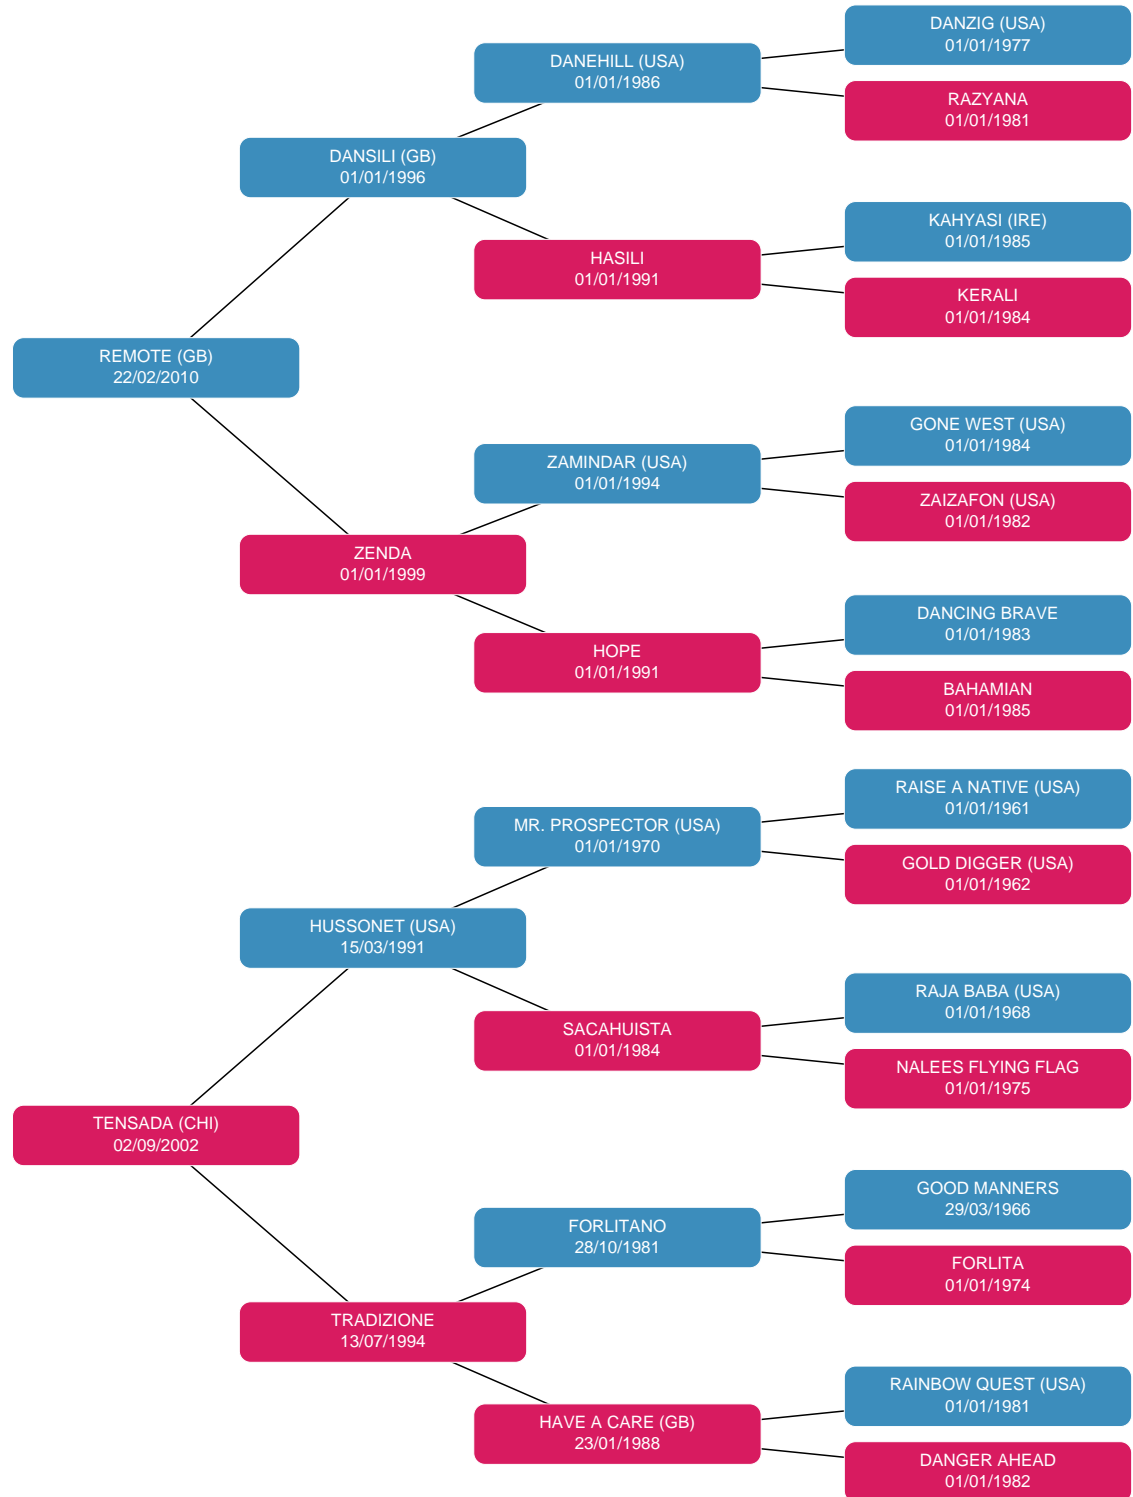 DANZIG (USA)
01/01/1977
DANEHILL (USA)
01/01/1986
RAZYANA
01/01/1981
DANSILI (GB)
01/01/1996
KAHYASI (IRE)
01/01/1985
HASILI
01/01/1991
KERALI
01/01/1984
REMOTE (GB)
22/02/2010
GONE WEST (USA)
01/01/1984
ZAMINDAR (USA)
01/01/1994
ZAIZAFON (USA)
01/01/1982
ZENDA
01/01/1999
DANCING BRAVE
01/01/1983
HOPE
01/01/1991
BAHAMIAN
01/01/1985
RAISE A NATIVE (USA)
01/01/1961
MR. PROSPECTOR (USA)
01/01/1970
GOLD DIGGER (USA)
01/01/1962
HUSSONET (USA)
15/03/1991
RAJA BABA (USA)
01/01/1968
SACAHUISTA
01/01/1984
NALEES FLYING FLAG
01/01/1975
TENSADA (CHI)
02/09/2002
GOOD MANNERS
29/03/1966
FORLITANO
28/10/1981
FORLITA
01/01/1974
TRADIZIONE
13/07/1994
RAINBOW QUEST (USA)
01/01/1981
HAVE A CARE (GB)
23/01/1988
DANGER AHEAD
01/01/1982